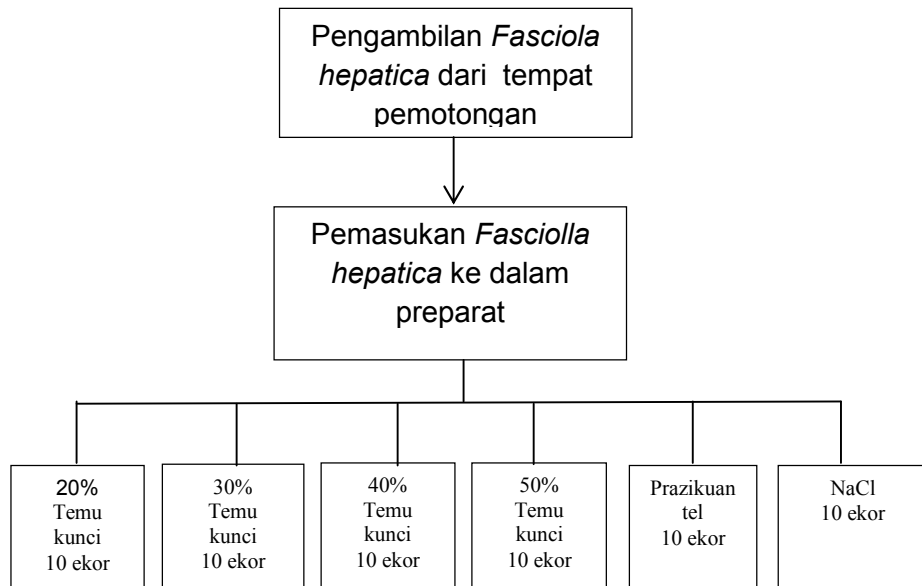 Pengambilan Fasciola
hepatica dari tempat
pemotongan
Pemasukan Fasciolla
hepatica ke dalam
preparat
20%
Temu
kunci
10 ekor
30%
Temu
kunci
10 ekor
40%
Temu
kunci
10 ekor
50%
Temu
kunci
10 ekor
Prazikuan
tel
10 ekor
NaCl
10 ekor